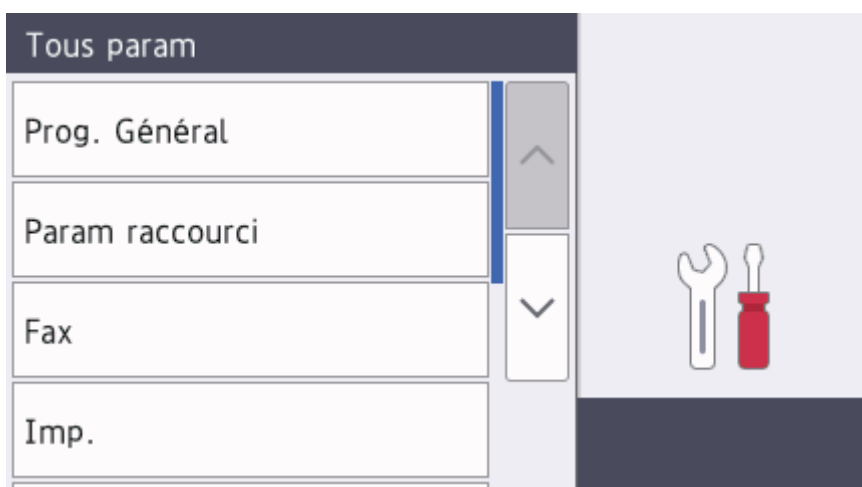 Tous param
Prog. Général
Param raccourci
Fax
Imp.